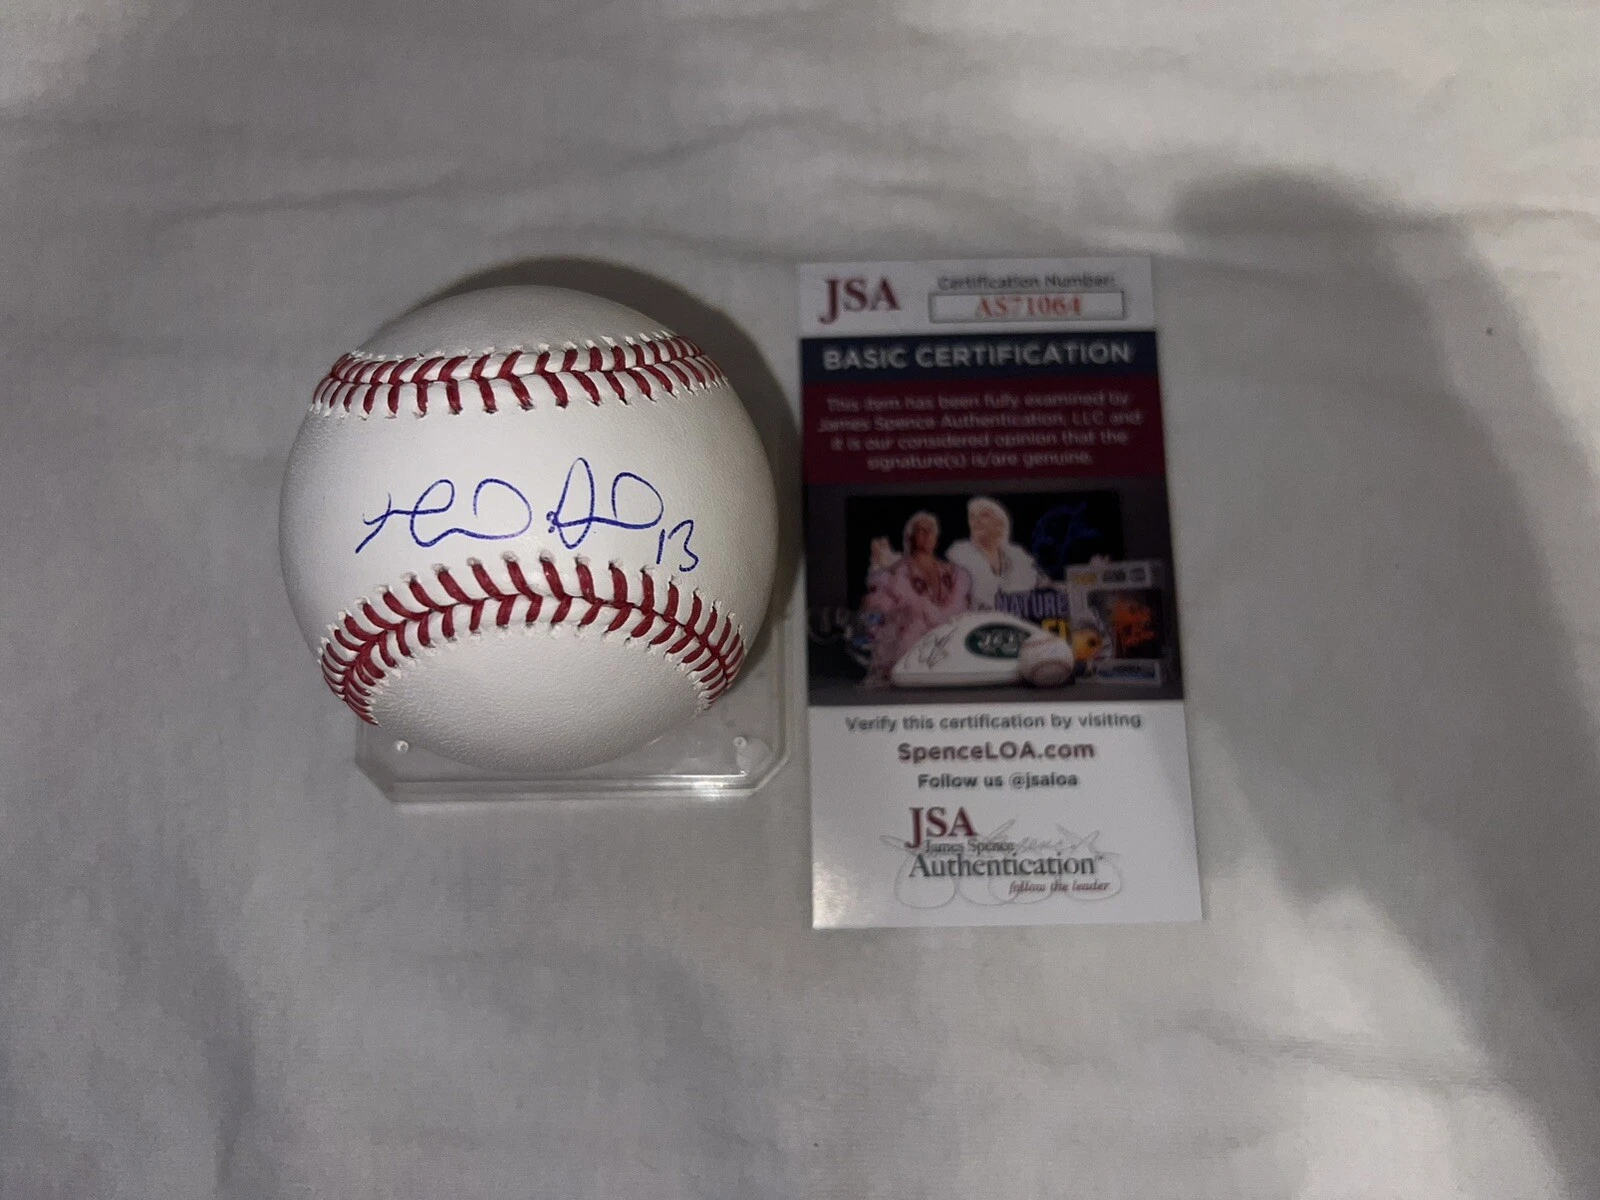 13
JSA
Certification Number:
AS71064
BASIC CERTIFICATION
This item has been fully examined by
James Spence Authentication, LLC and
it is our considered opinion that the
signature(s) is/are genuine.
NATURE
JETS
Verify this certification by visiting
SpenceLOA.com
Follow us @jsaloa
JSA
James Spence
Authentication
follow the leader